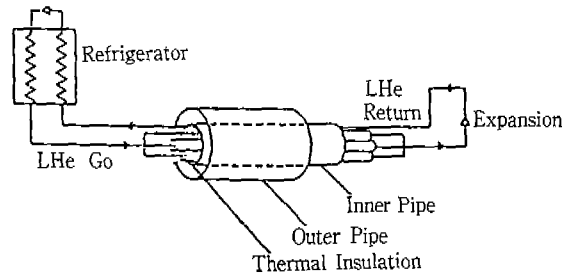 Refrigerator
LHe
Return
Expansion
LHe Go
Inner Pipe
Outer Pipe
Thermal Insulation